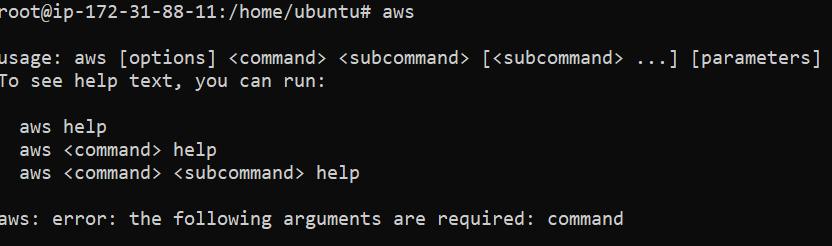 root@ip-172-31-88-11:/home/ubuntu# aws
usage: aws [options] <command> <subcommand> [<subcommand> ...] [parameters]
To see help text, you can run:
aws help
aws <command> help
aws <command> <subcommand> help
aws: error: the following arguments are required: command